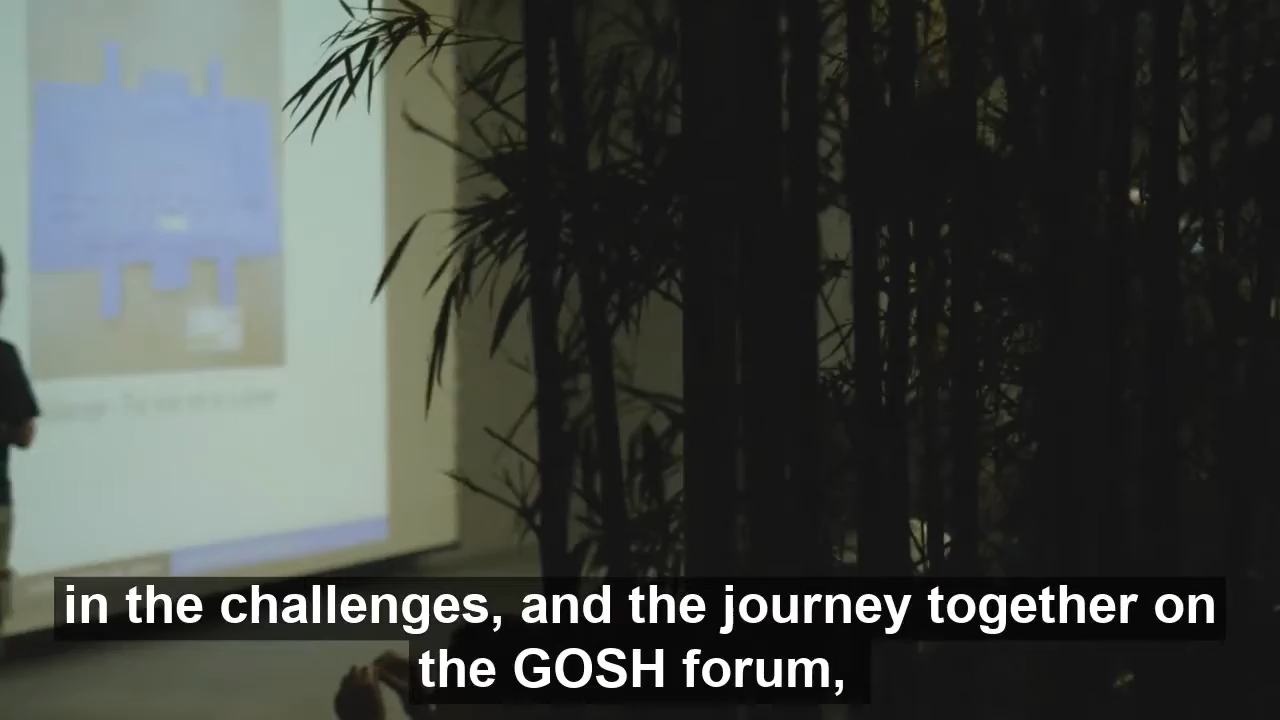 in the challenges, and the journey together on
the GOSH forum,